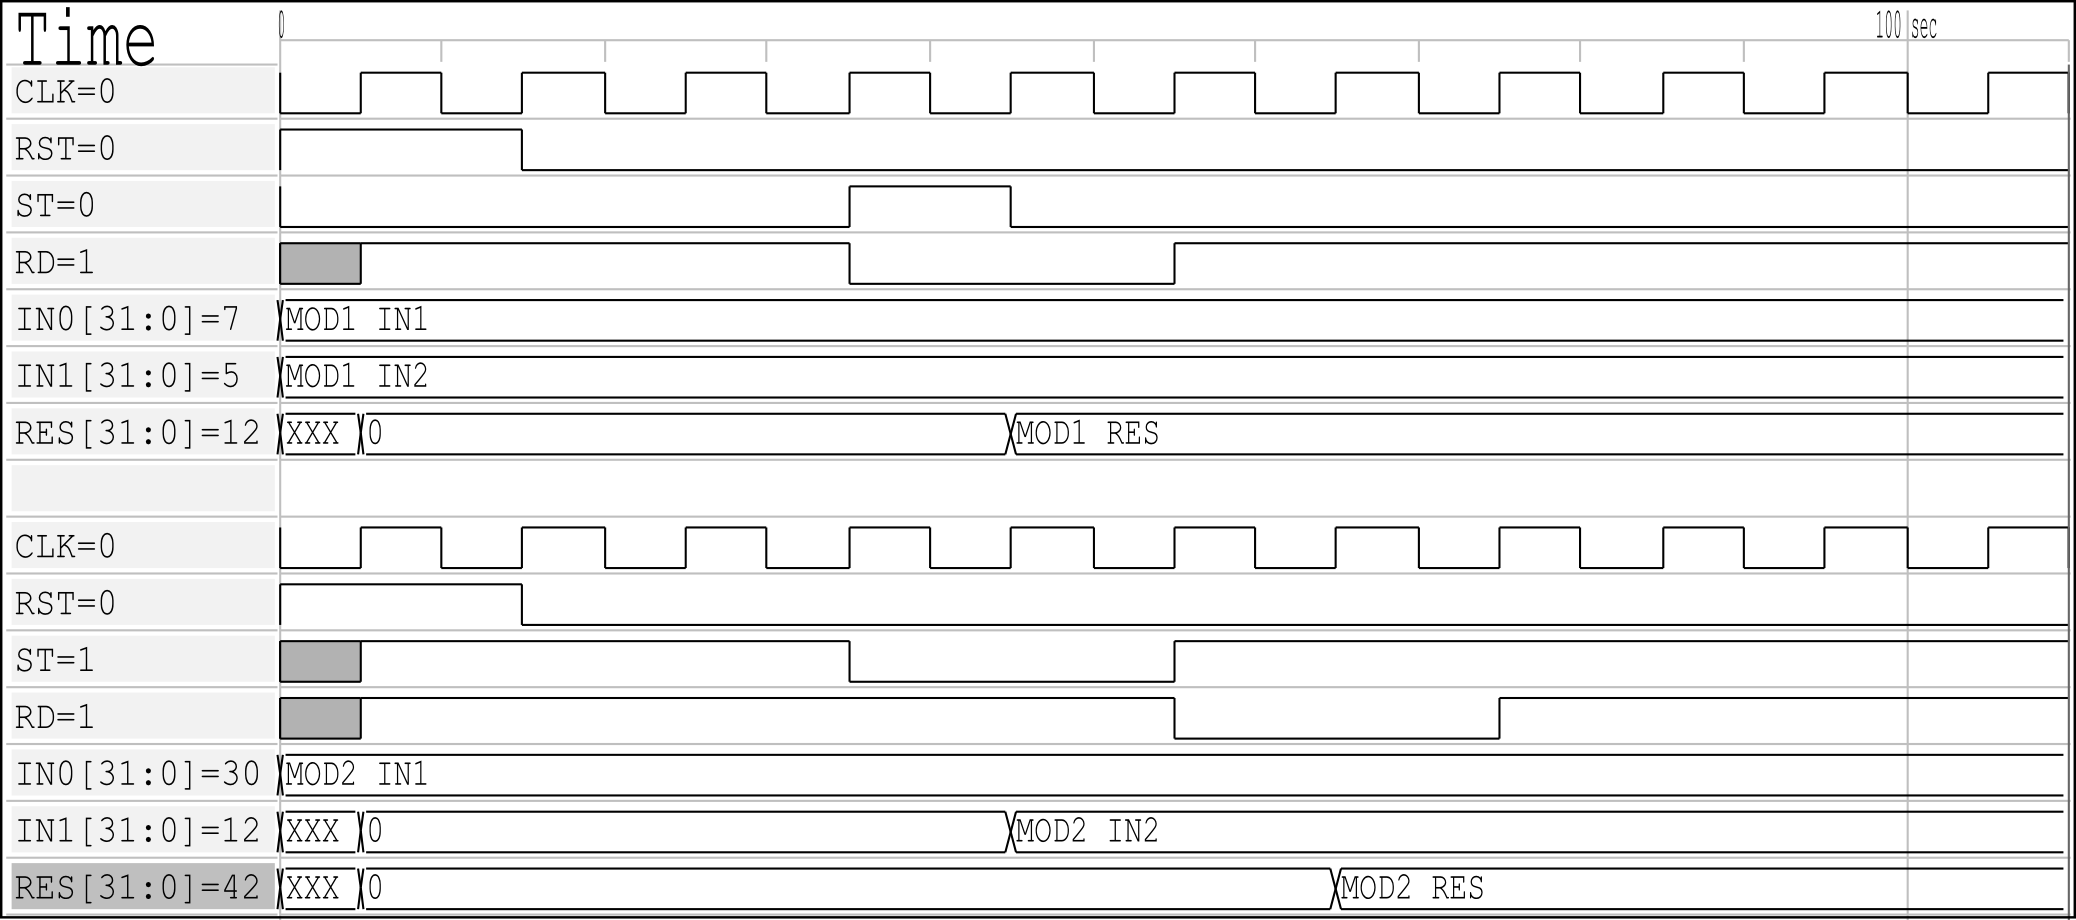 Time 0 100 sec
CLK=0
RST=0
ST=0
RD=1
IN0[31:0]=7 MOD1 IN1
IN1[31:0]=5 MOD1 IN2
RES[31:0]=12 XXX 0 MOD1 RES
CLK=0
RST=0
ST=1
RD=1
IN0[31:0]=30 MOD2 IN1
IN1[31:0]=12 XXX 0 MOD2 IN2
RES[31:0]=42 XXX 0 MOD2 RES